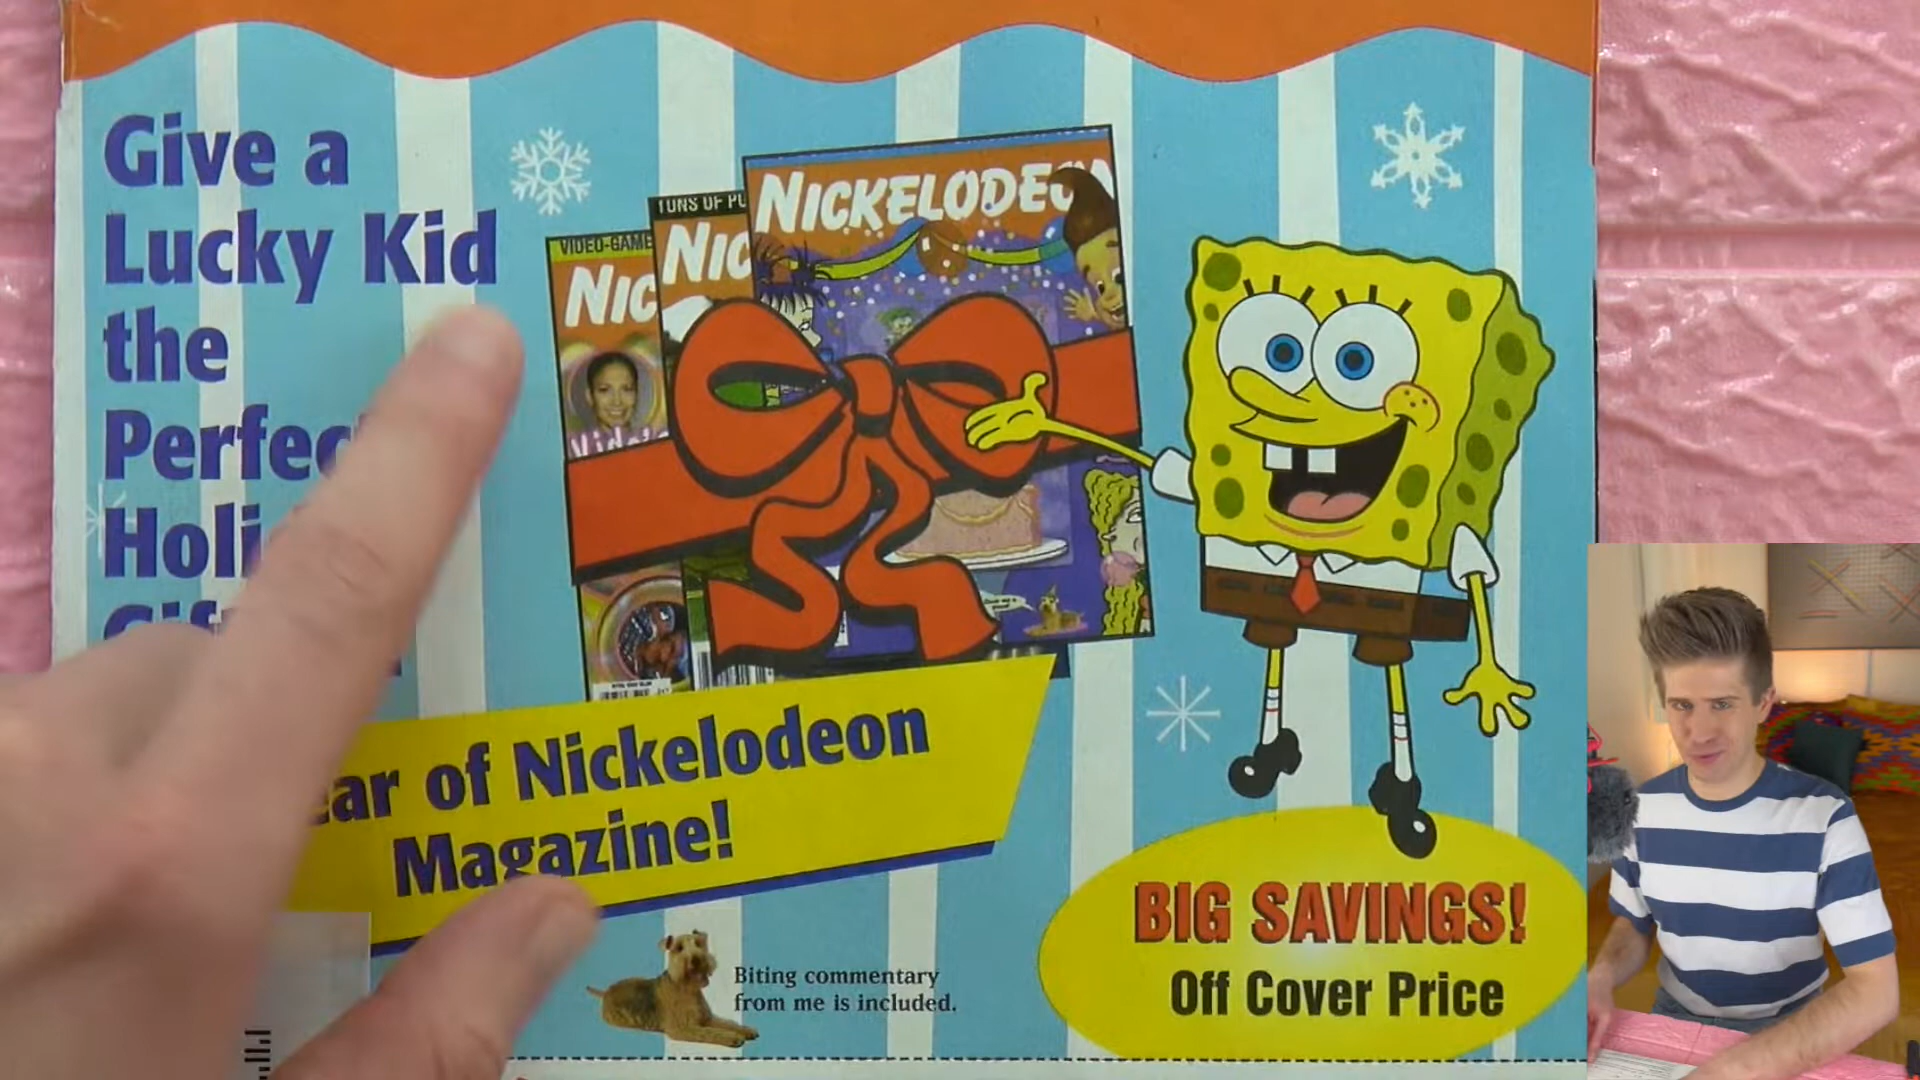 Give a
Lucky Kid
the
Perfec
Holi
NICKELODEON
TONS OF PU
NIC
VIDEO-GAME
NIC
ear of Nickelodeon
Magazine!
BIG SAVINGS!
Off Cover Price
Biting commentary
from me is included.